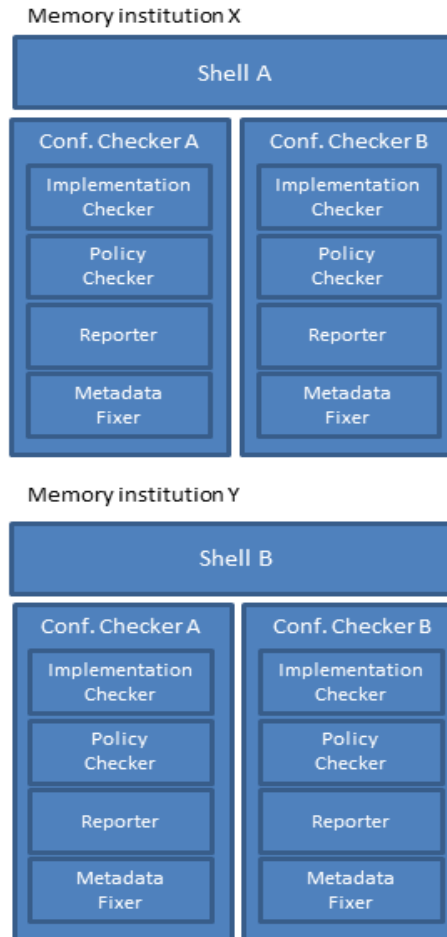 Memory institution X
Shell A
Conf. Checker A
Implementation
Checker
Policy
Checker
Reporter
Metadata
Fixer
Conf. Checker B
Implementation
Checker
Policy
Checker
Reporter
Metadata
Fixer
Memory institution Y
Shell B
Conf. Checker A
Implementation
Checker
Policy
Checker
Reporter
Metadata
Fixer
Conf. Checker B
Implementation
Checker
Policy
Checker
Reporter
Metadata
Fixer